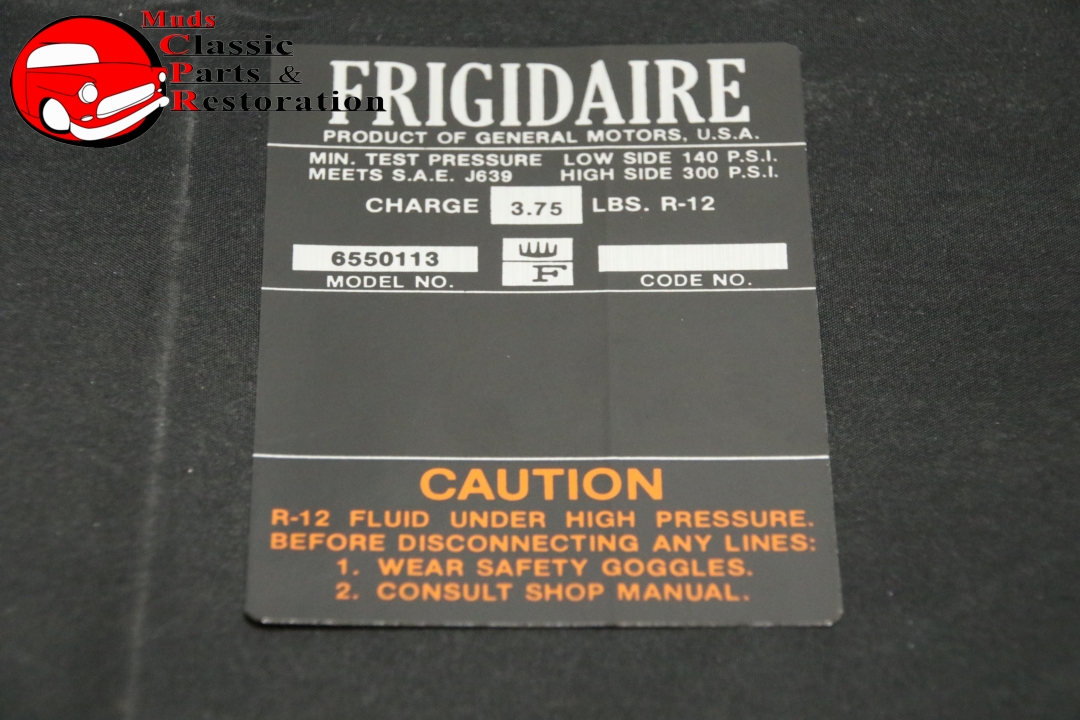 Muds
Classic
Parts &
Restoration
FRIGIDAIRE
PRODUCT OF GENERAL MOTORS, U.S.A.
MIN. TEST PRESSURE LOW SIDE 140 P.S.I.
MEETS S.A.E. J639 HIGH SIDE 300 P.S.I.
CHARGE 3.75 LBS. R-12
6550113
F
MODEL NO. CODE NO.
CAUTION
R-12 FLUID UNDER HIGH PRESSURE.
BEFORE DISCONNECTING ANY LINES:
1. WEAR SAFETY GOGGLES.
2. CONSULT SHOP MANUAL.